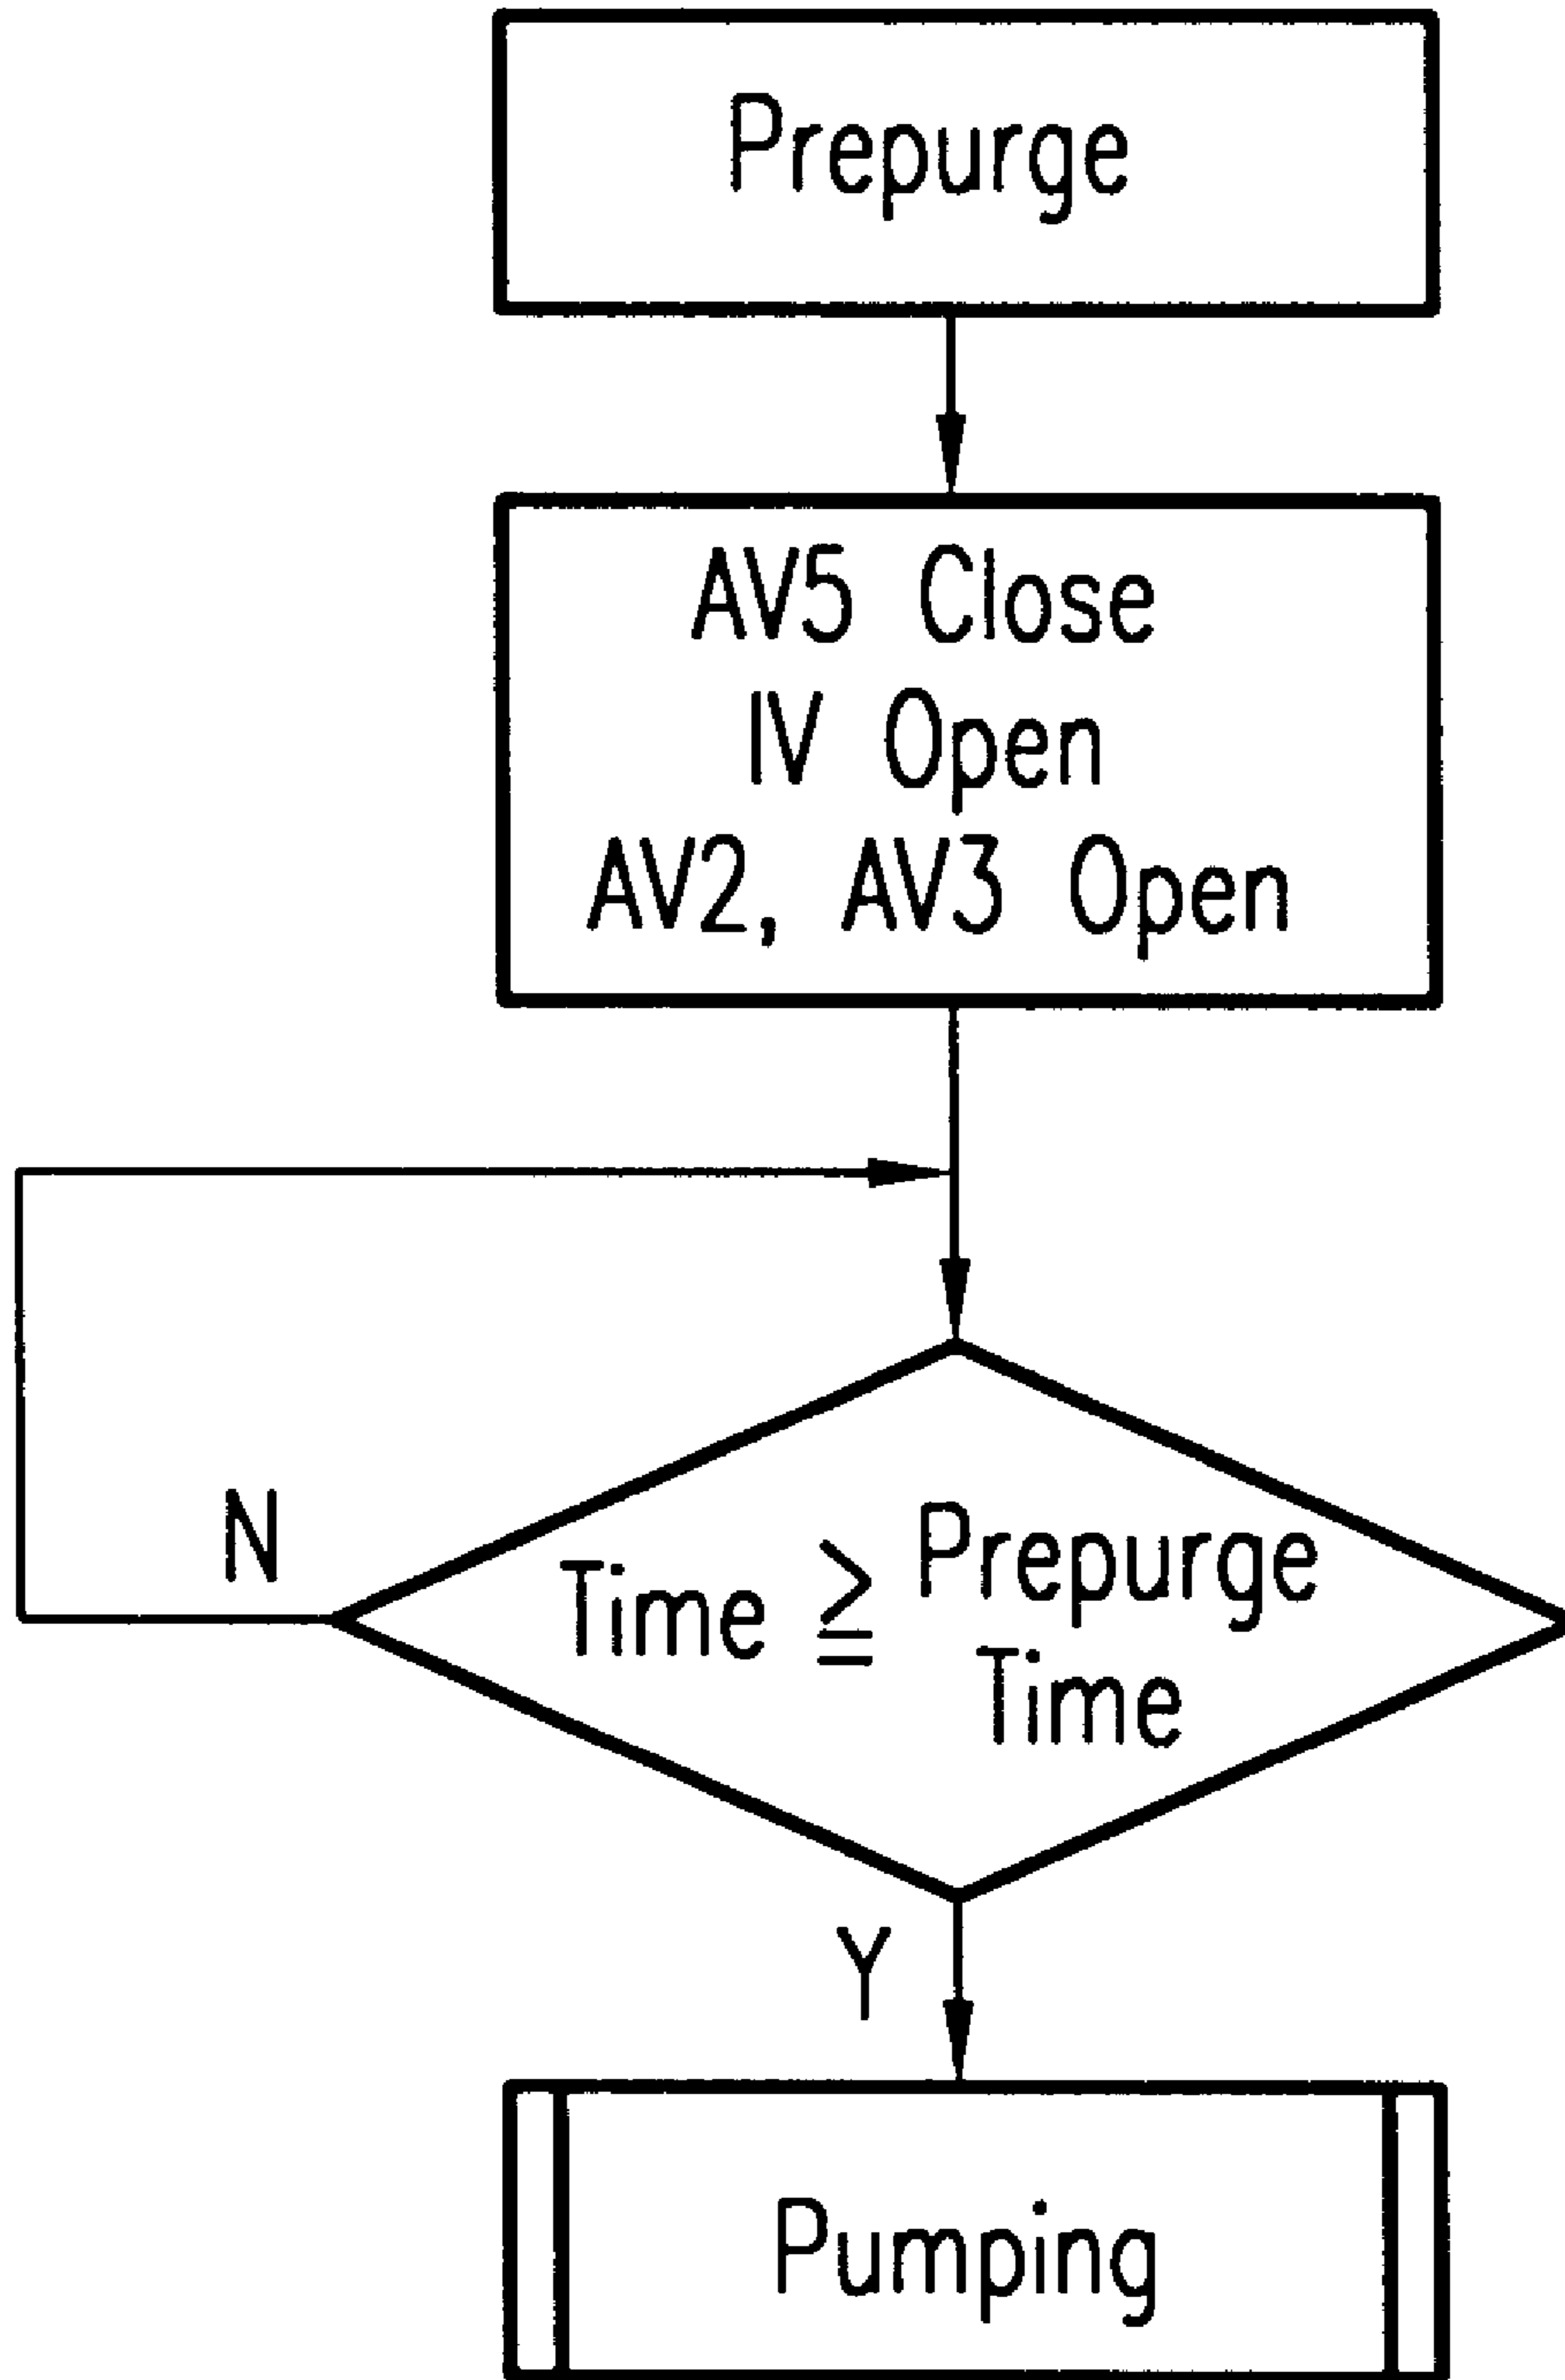 Prepurge
AV5 Close
IV Open
AV2, AV3 Open
N
Time ≧ Prepurge
Time
Y
Pumping